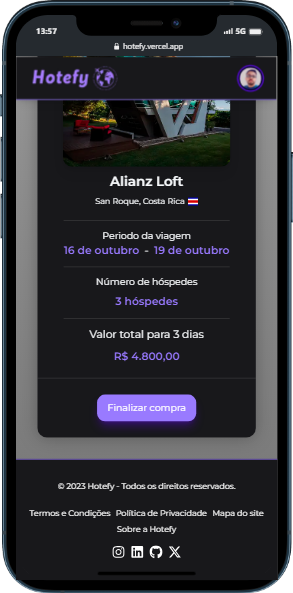 13:57
5G
hotefy.vercel.app
Hotefy
Alianz Loft
San Roque, Costa Rica
Periodo da viagem
16 de outubro - 19 de outubro
Número de hóspedes
3 hóspedes
Valor total para 3 dias
R$ 4.800,00
Finalizar compra
© 2023 Hotefy - Todos os direitos reservados.
Termos e Condições Política de Privacidade Mapa do site
Sobre a Hotefy